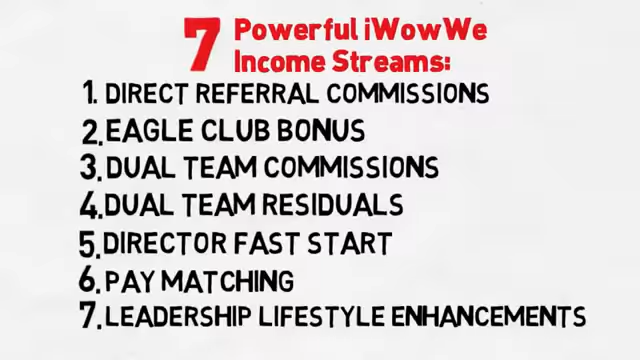 7 Powerful iWowWe
Income Streams:
1. DIRECT REFERRAL COMMISSIONS
2. EAGLE CLUB BONUS
3. DUAL TEAM COMMISSIONS
4. DUAL TEAM RESIDUALS
5. DIRECTOR FAST START
6. PAY MATCHING
7. LEADERSHIP LIFESTYLE ENHANCEMENTS